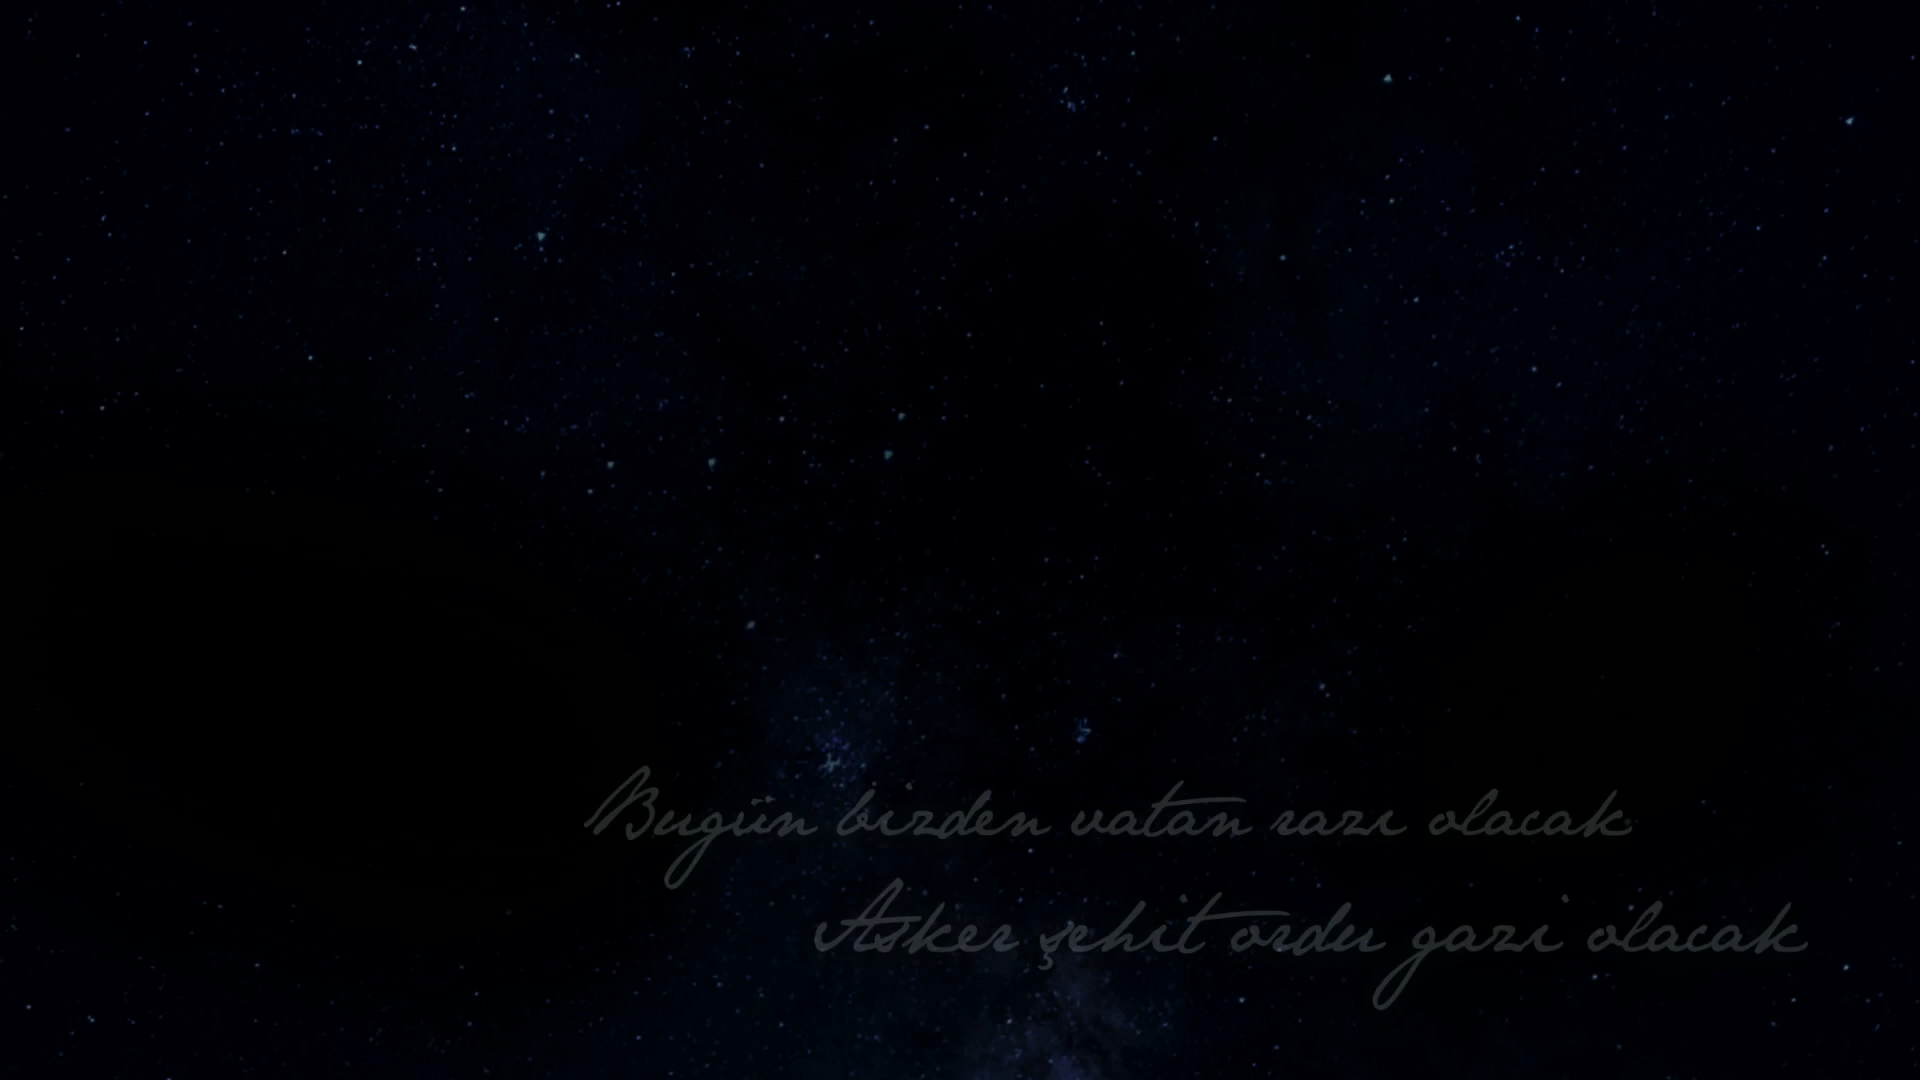 Bugün bizden vatan razı olacak
Asker şehit ordu gazi olacak